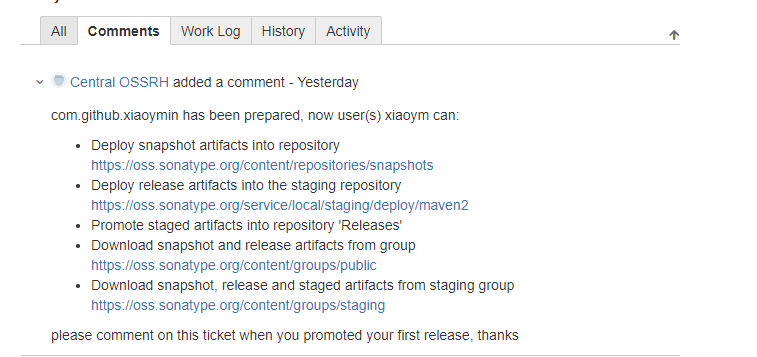 All Comments Work Log History Activity
Central OSSRH added a comment - Yesterday
com.github.xiaoymin has been prepared, now user(s) xiaoym can:
Deploy snapshot artifacts into repository
https://oss.sonatype.org/content/repositories/snapshots
Deploy release artifacts into the staging repository
https://oss.sonatype.org/service/local/staging/deploy/maven2
Promote staged artifacts into repository 'Releases'
Download snapshot and release artifacts from group
https://oss.sonatype.org/content/groups/public
Download snapshot, release and staged artifacts from staging group
https://oss.sonatype.org/content/groups/staging
please comment on this ticket when you promoted your first release, thanks